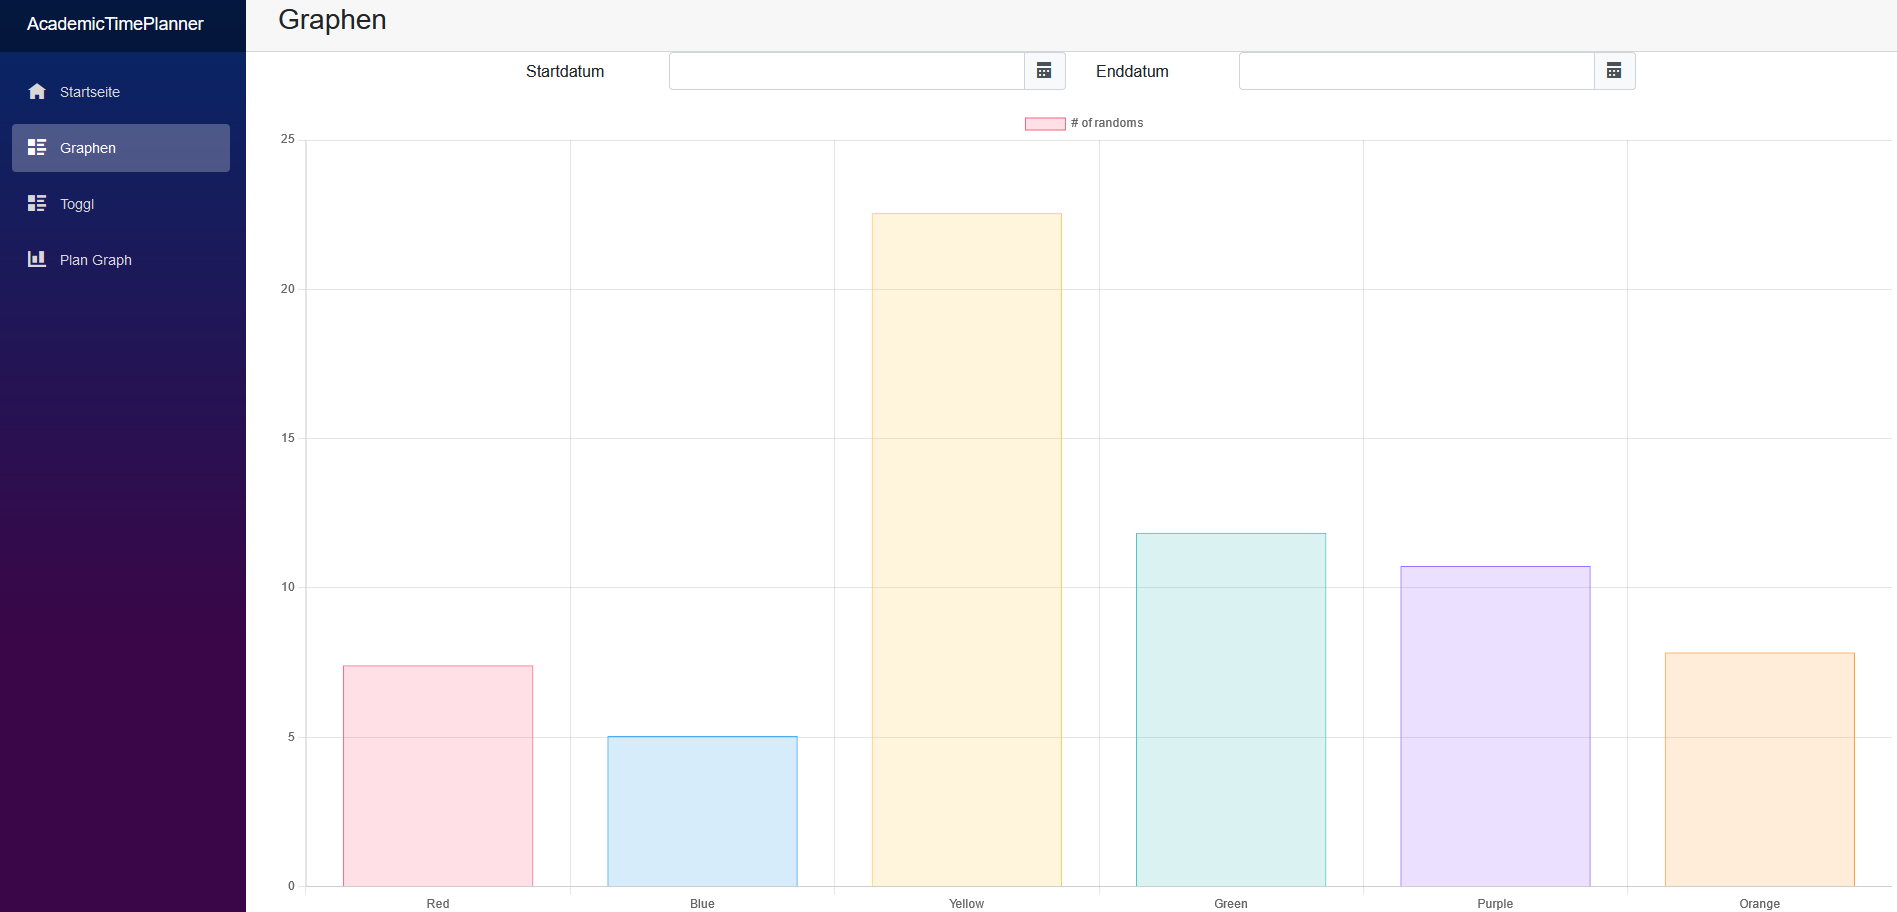 AcademicTimePlanner
Startseite
Graphen
Toggl
Plan Graph
Graphen
Startdatum
Enddatum
# of randoms
25
20
15
10
5
0
Red
Blue
Yellow
Green
Purple
Orange